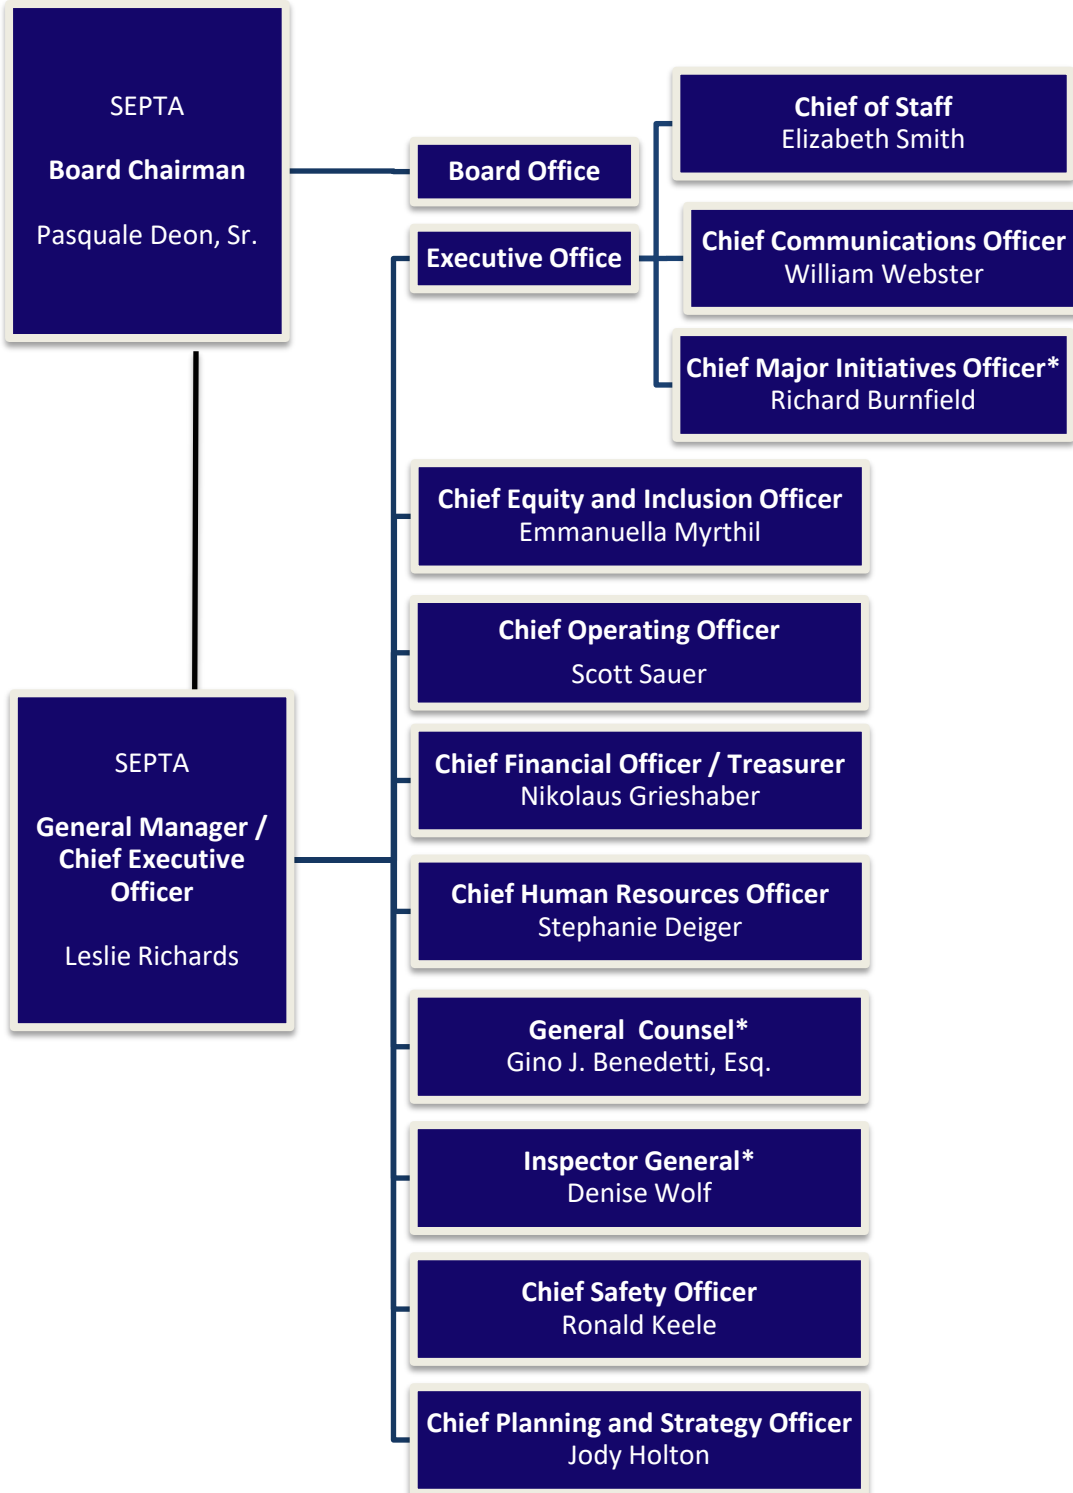 SEPTA
Board Chairman
Pasquale Deon, Sr.
Board Office
Executive Office
Chief of Staff
Elizabeth Smith
Chief Communications Officer
William Webster
Chief Major Initiatives Officer*
Richard Burnfield
SEPTA
General Manager /
Chief Executive
Officer
Leslie Richards
Chief Equity and Inclusion Officer
Emmanuella Myrthil
Chief Operating Officer
Scott Sauer
Chief Financial Officer / Treasurer
Nikolaus Grieshaber
Chief Human Resources Officer
Stephanie Deiger
General  Counsel*
Gino J. Benedetti, Esq.
Inspector General*
Denise Wolf
Chief Safety Officer
Ronald Keele
Chief Planning and Strategy Officer
Jody Holton